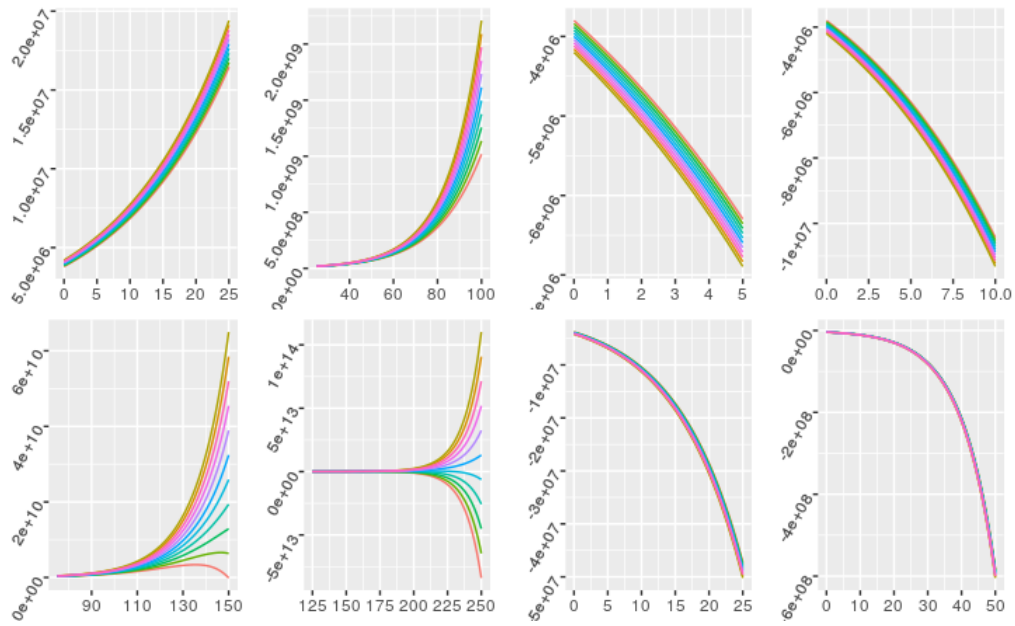 2.0e+07
1.5e+07
1.0e+07
5.0e+06
0 5 10 15 20 25
2.0e+09
1.5e+09
1.0e+09
5.0e+08
0e+00
40 60 80 100
-4e+06
-5e+06
-6e+06
e+06
0 1 2 3 4 5
-4e+06
-6e+06
-8e+06
-1e+07
0.0 2.5 5.0 7.5 10.0
6e+10
4e+10
2e+10
0e+00
90 110 130 150
1e+14
5e+13
0e+00
-5e+13
125 150 175 200 225 250
-1e+07
-2e+07
-3e+07
-4e+07
5e+07
0 5 10 15 20 25
0e+00
-2e+08
-4e+08
6e+08
0 10 20 30 40 50